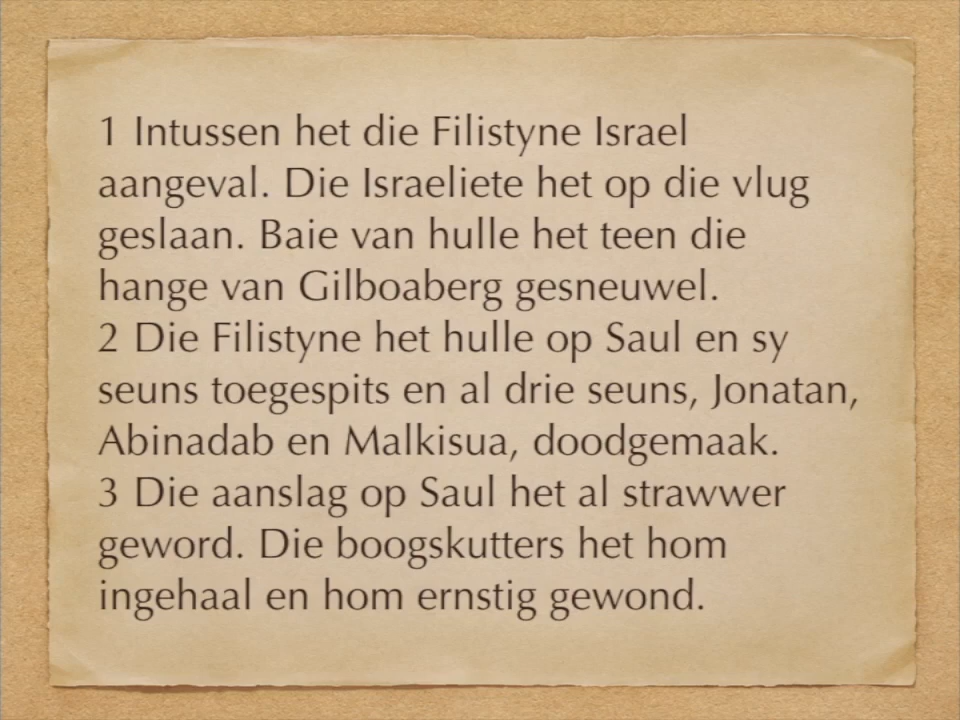 1 Intussen het die Filistyne Israel
aangeval. Die Israeliete het op die vlug
geslaan. Baie van hulle het teen die
hange van Gilboaberg gesneuwel.
2 Die Filistyne het hulle op Saul en sy
seuns toegespits en al drie seuns, Jonatan,
Abinadab en Malkisua, doodgemaak.
3 Die aanslag op Saul het al strawwer
geword. Die boogskutters het hom
ingehaal en hom ernstig gewond.